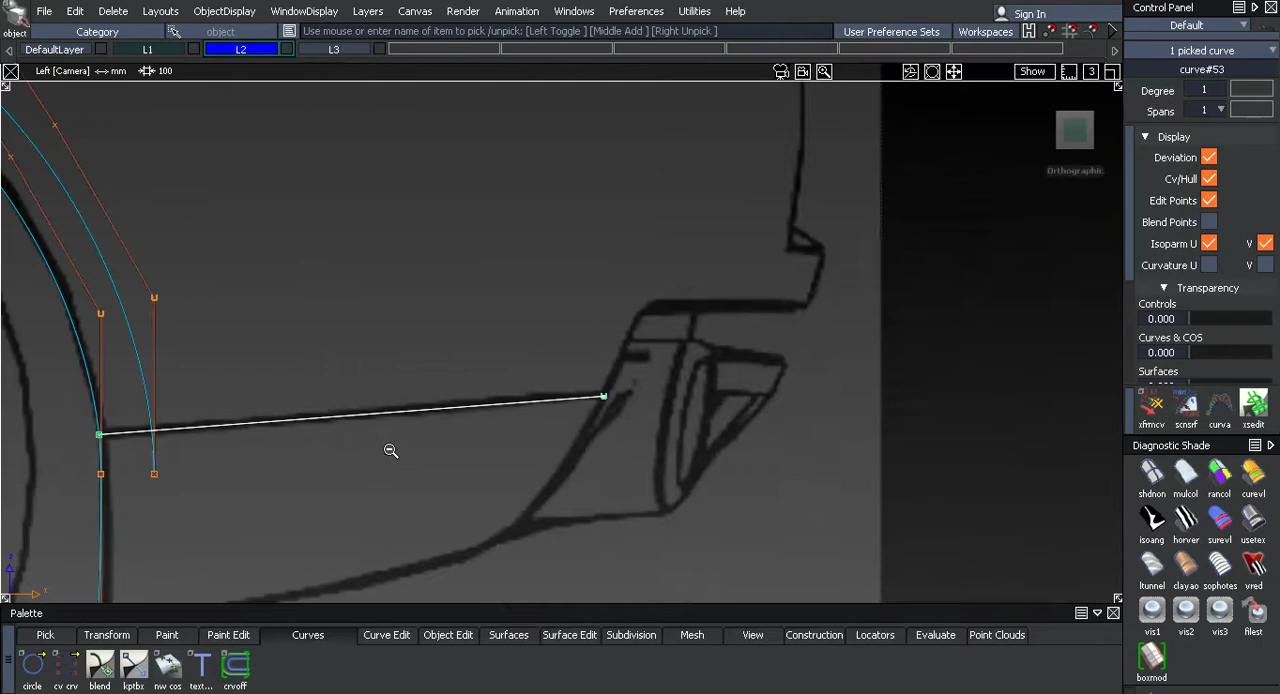 File Edit Delete Layouts ObjectDisplay WindowDisplay Layers Canvas Render Animation Windows Preferences Utilities Help Sign In
Control Panel
object Category object Use mouse or enter name of item to pick /unpick: [Left Toggle ] [Middle Add ] [Right Unpick ] User Preference Sets Workspaces
Default
DefaultLayer L1 L2 L3
1 picked curve
Left [Camera] mm 100 Show 3
curve#53
Degree 1
Spans 1
Display
Deviation
Cv/Hull
Edit Points
Blend Points
Isoparm U V
Curvature U V
Transparency
Controls
0.000
Curves & COS
0.000
Surfaces
Orthographic
xfrmcv scnsrf curva xsedit
Diagnostic Shade
shdnon mulcol rancol curevl
isoang horver surevl usetex
ltunnel clayao sophotes vred
vis1 vis2 vis3 filest
boxmod
Palette
Pick Transform Paint Paint Edit Curves Curve Edit Object Edit Surfaces Surface Edit Subdivision Mesh View Construction Locators Evaluate Point Clouds
circle cv crv blend kptbx nw cos text... crvoff